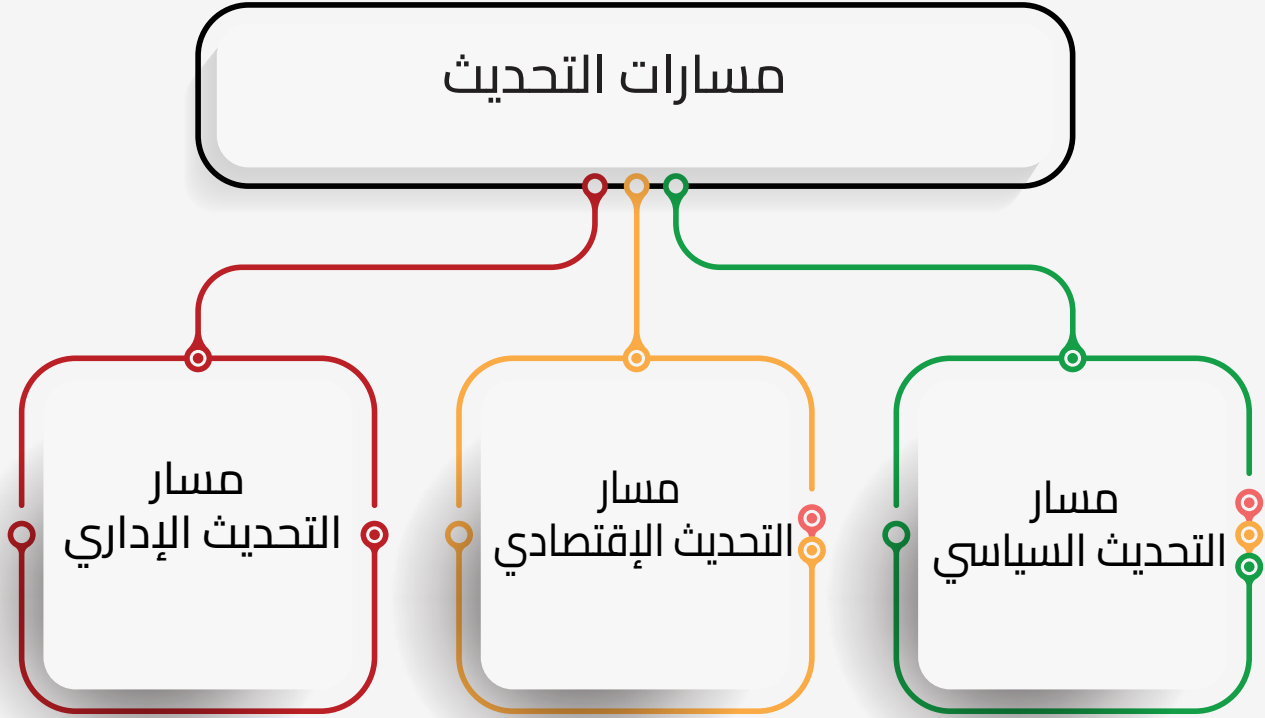 مسارات التحديث
مسار
التحديث السياسي
مسار
التحديث الإقتصادي
مسار
التحديث الإداري